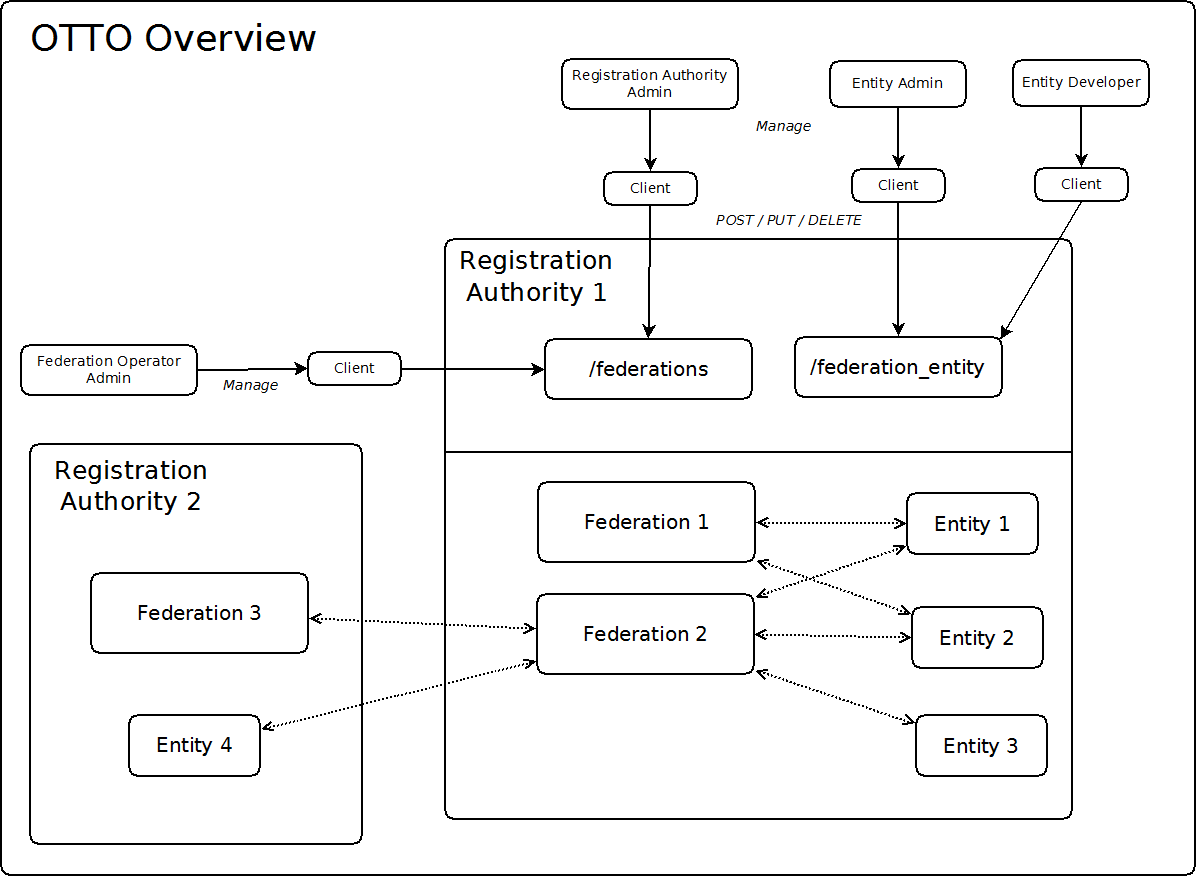 OTTO Overview
Registration Authority
Admin
Entity Admin
Entity Developer
Manage
Client
Client
Client
POST / PUT / DELETE
Registration
Authority 1
Federation Operator
Admin
Manage
Client
/federations
/federation_entity
Registration
Authority 2
Federation 1
Entity 1
Federation 3
Federation 2
Entity 2
Entity 4
Entity 3